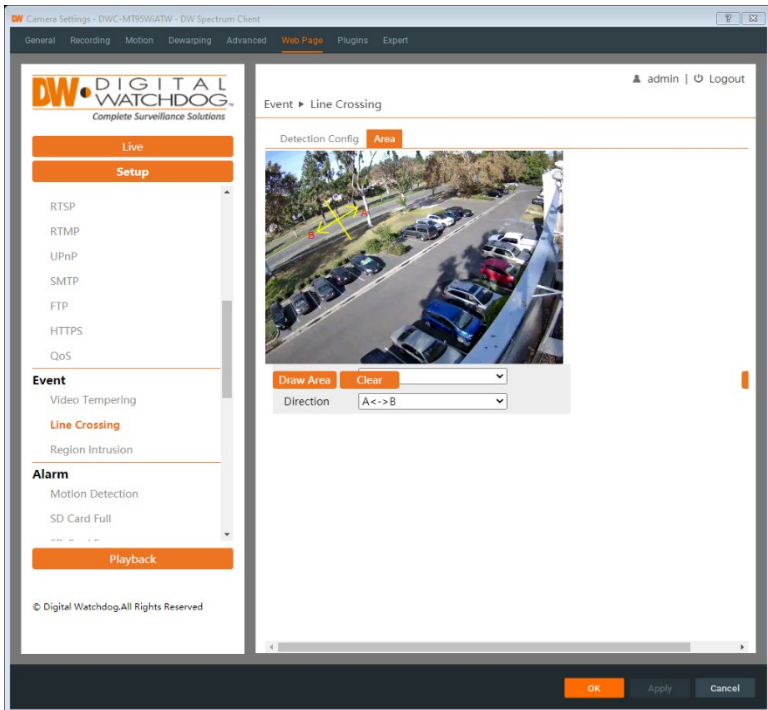 DW Camera Settings - DWC-MT95WiATW - DW Spectrum Client
? X
General Recording Motion Dewarping Advanced Web Page Plugins Expert
DW DIGITAL WATCHDOG
Complete Surveillance Solutions
Live
Setup
RTSP
RTMP
UPnP
SMTP
FTP
HTTPS
QoS
Event
Video Tempering
Line Crossing
Region Intrusion
Alarm
Motion Detection
SD Card Full
Playback
© Digital Watchdog.All Rights Reserved
admin | Logout
Event ▸ Line Crossing
Detection Config Area
A
B
Draw Area Clear
Direction A<->B
OK Apply Cancel